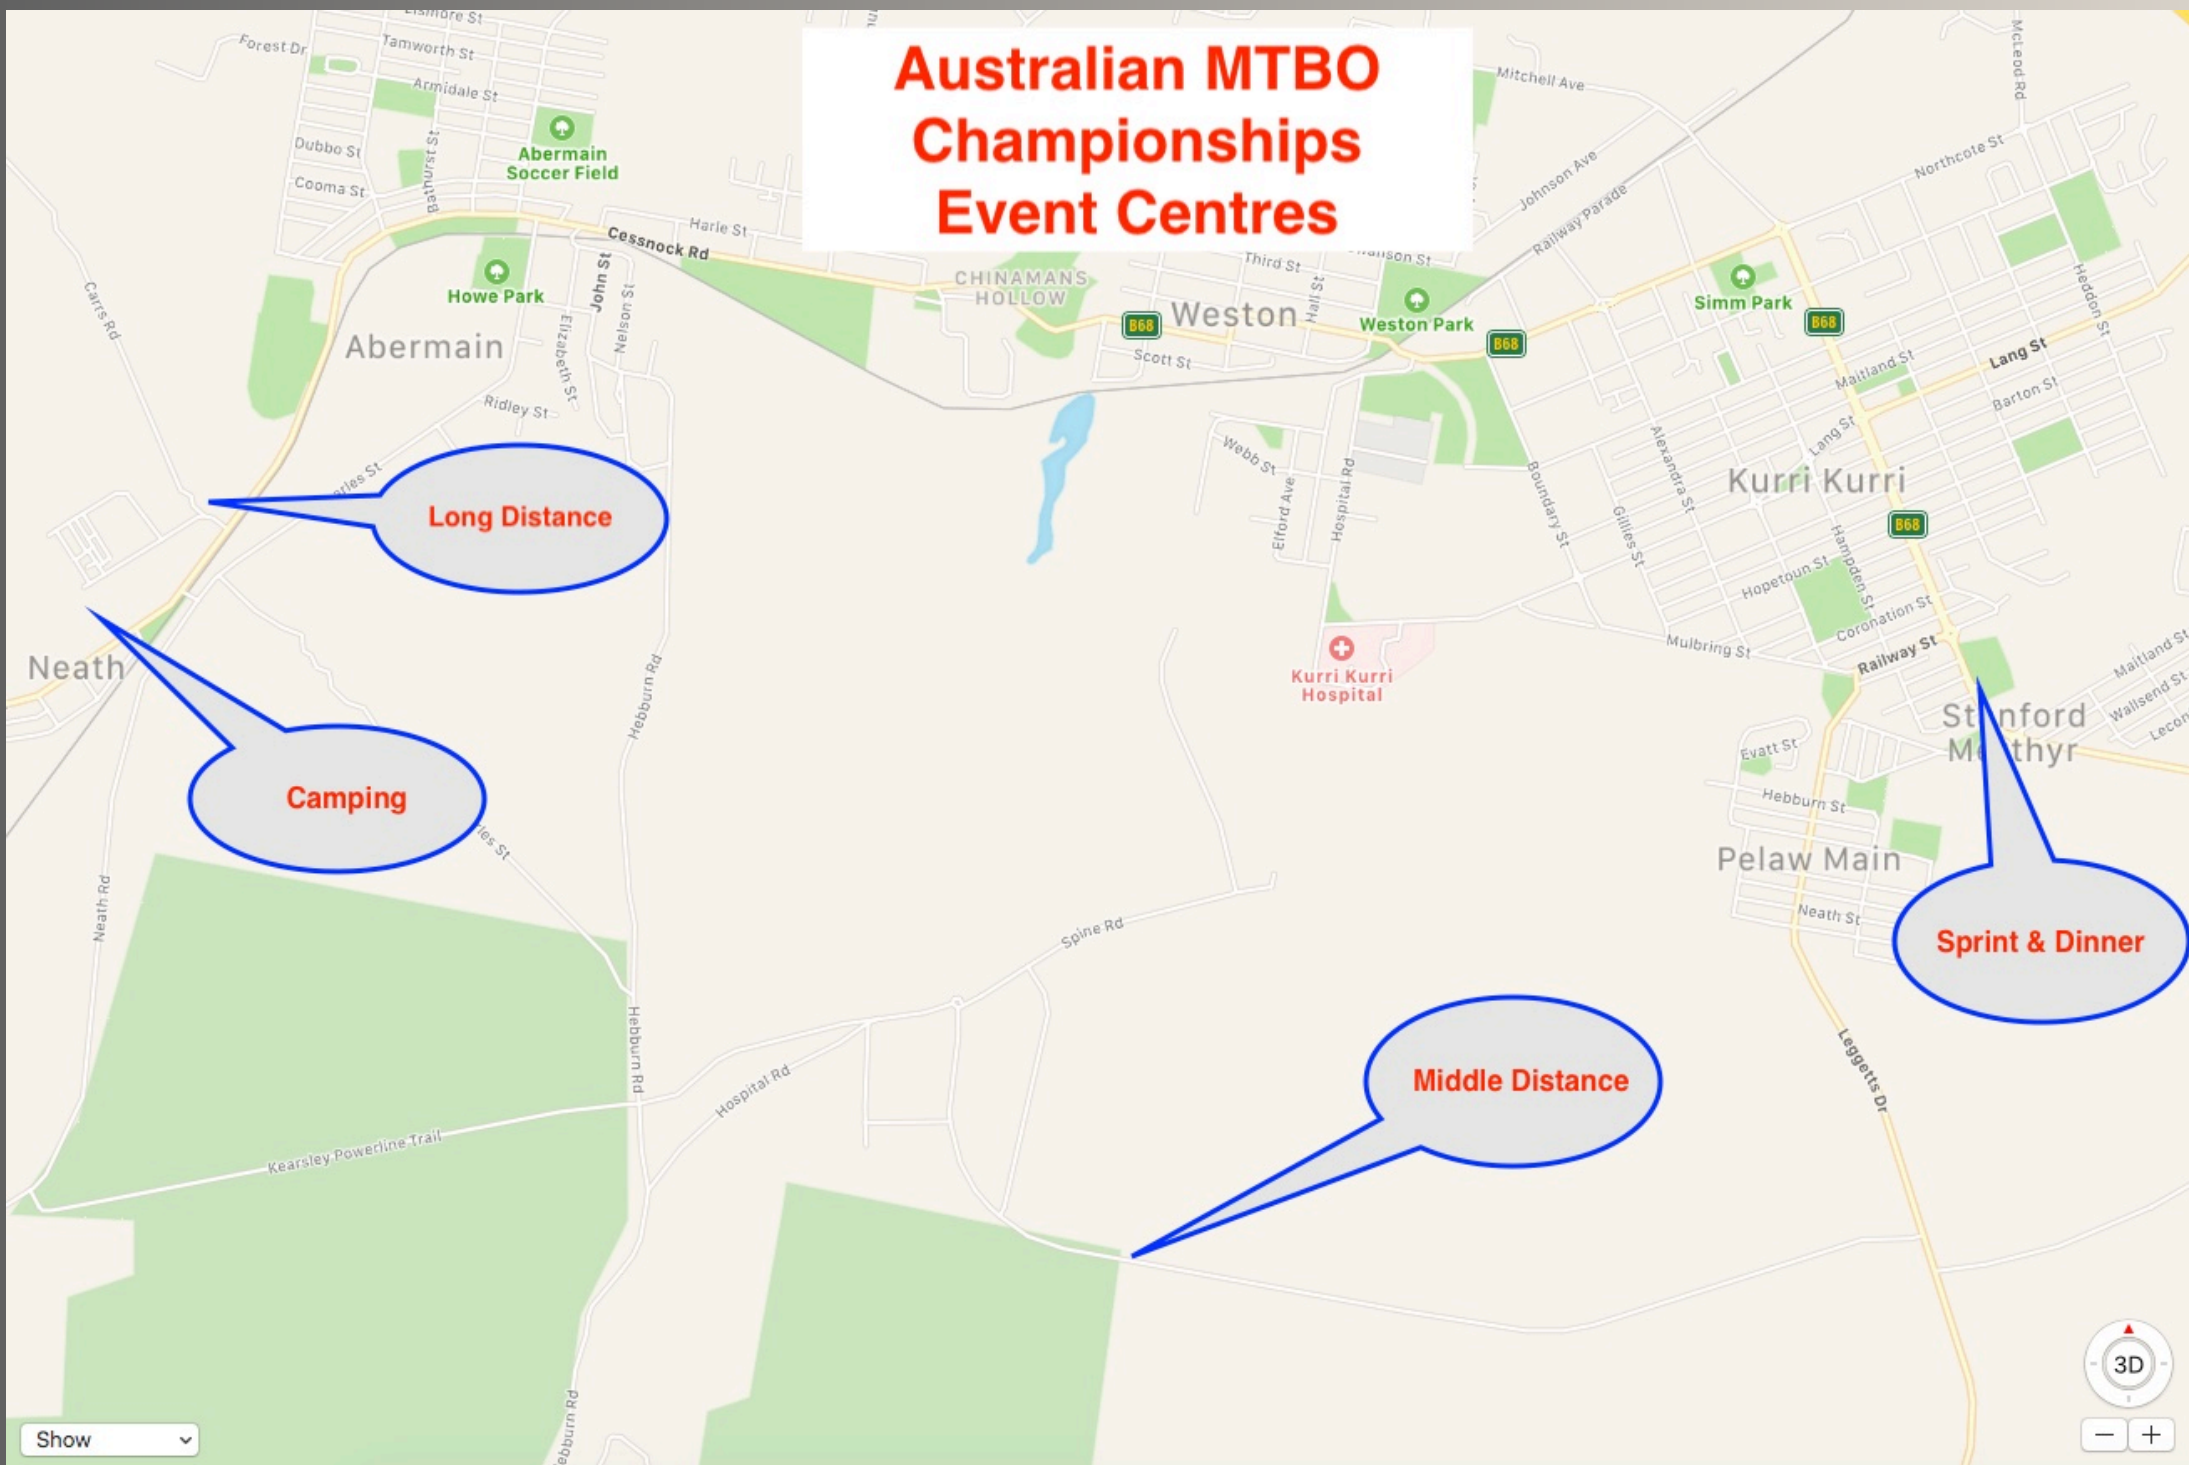 Australian MTBO
Championships
Event Centres
Lismore St
Forest Dr
Tamworth St
Armidale St
Bathurst St
Dubbo St
Cooma St
Abermain
Soccer Field
Mitchell Ave
McLeod Rd
Northcote St
Johnson Ave
Railway Parade
Harle St
Cessnock Rd
John St
Nelson St
Elizabeth St
Howe Park
Carrs Rd
Abermain
Ridley St
CHINAMANS
HOLLOW
Third St
Hall St
B68
Weston
Weston Park
Scott St
B68
Simm Park
B68
Heddon St
Lang St
Maitland St
Barton St
Lang St
Kurri Kurri
Alexandra St
Gillies St
Boundary St
B68
Webb St
Elford Ave
Hospital Rd
Hopetoun St
Hampden St
Coronation St
Railway St
Mulbring St
Long Distance
Neath
Hebburn Rd
Kurri Kurri
Hospital
Maitland St
Wallsend St
Evatt St
Camping
Hebburn St
Pelaw Main
Neath St
Sprint & Dinner
Neath Rd
Spine Rd
Hebburn Rd
Hospital Rd
Kearsley Powerline Trail
Middle Distance
Leggetts Dr
3D
Show